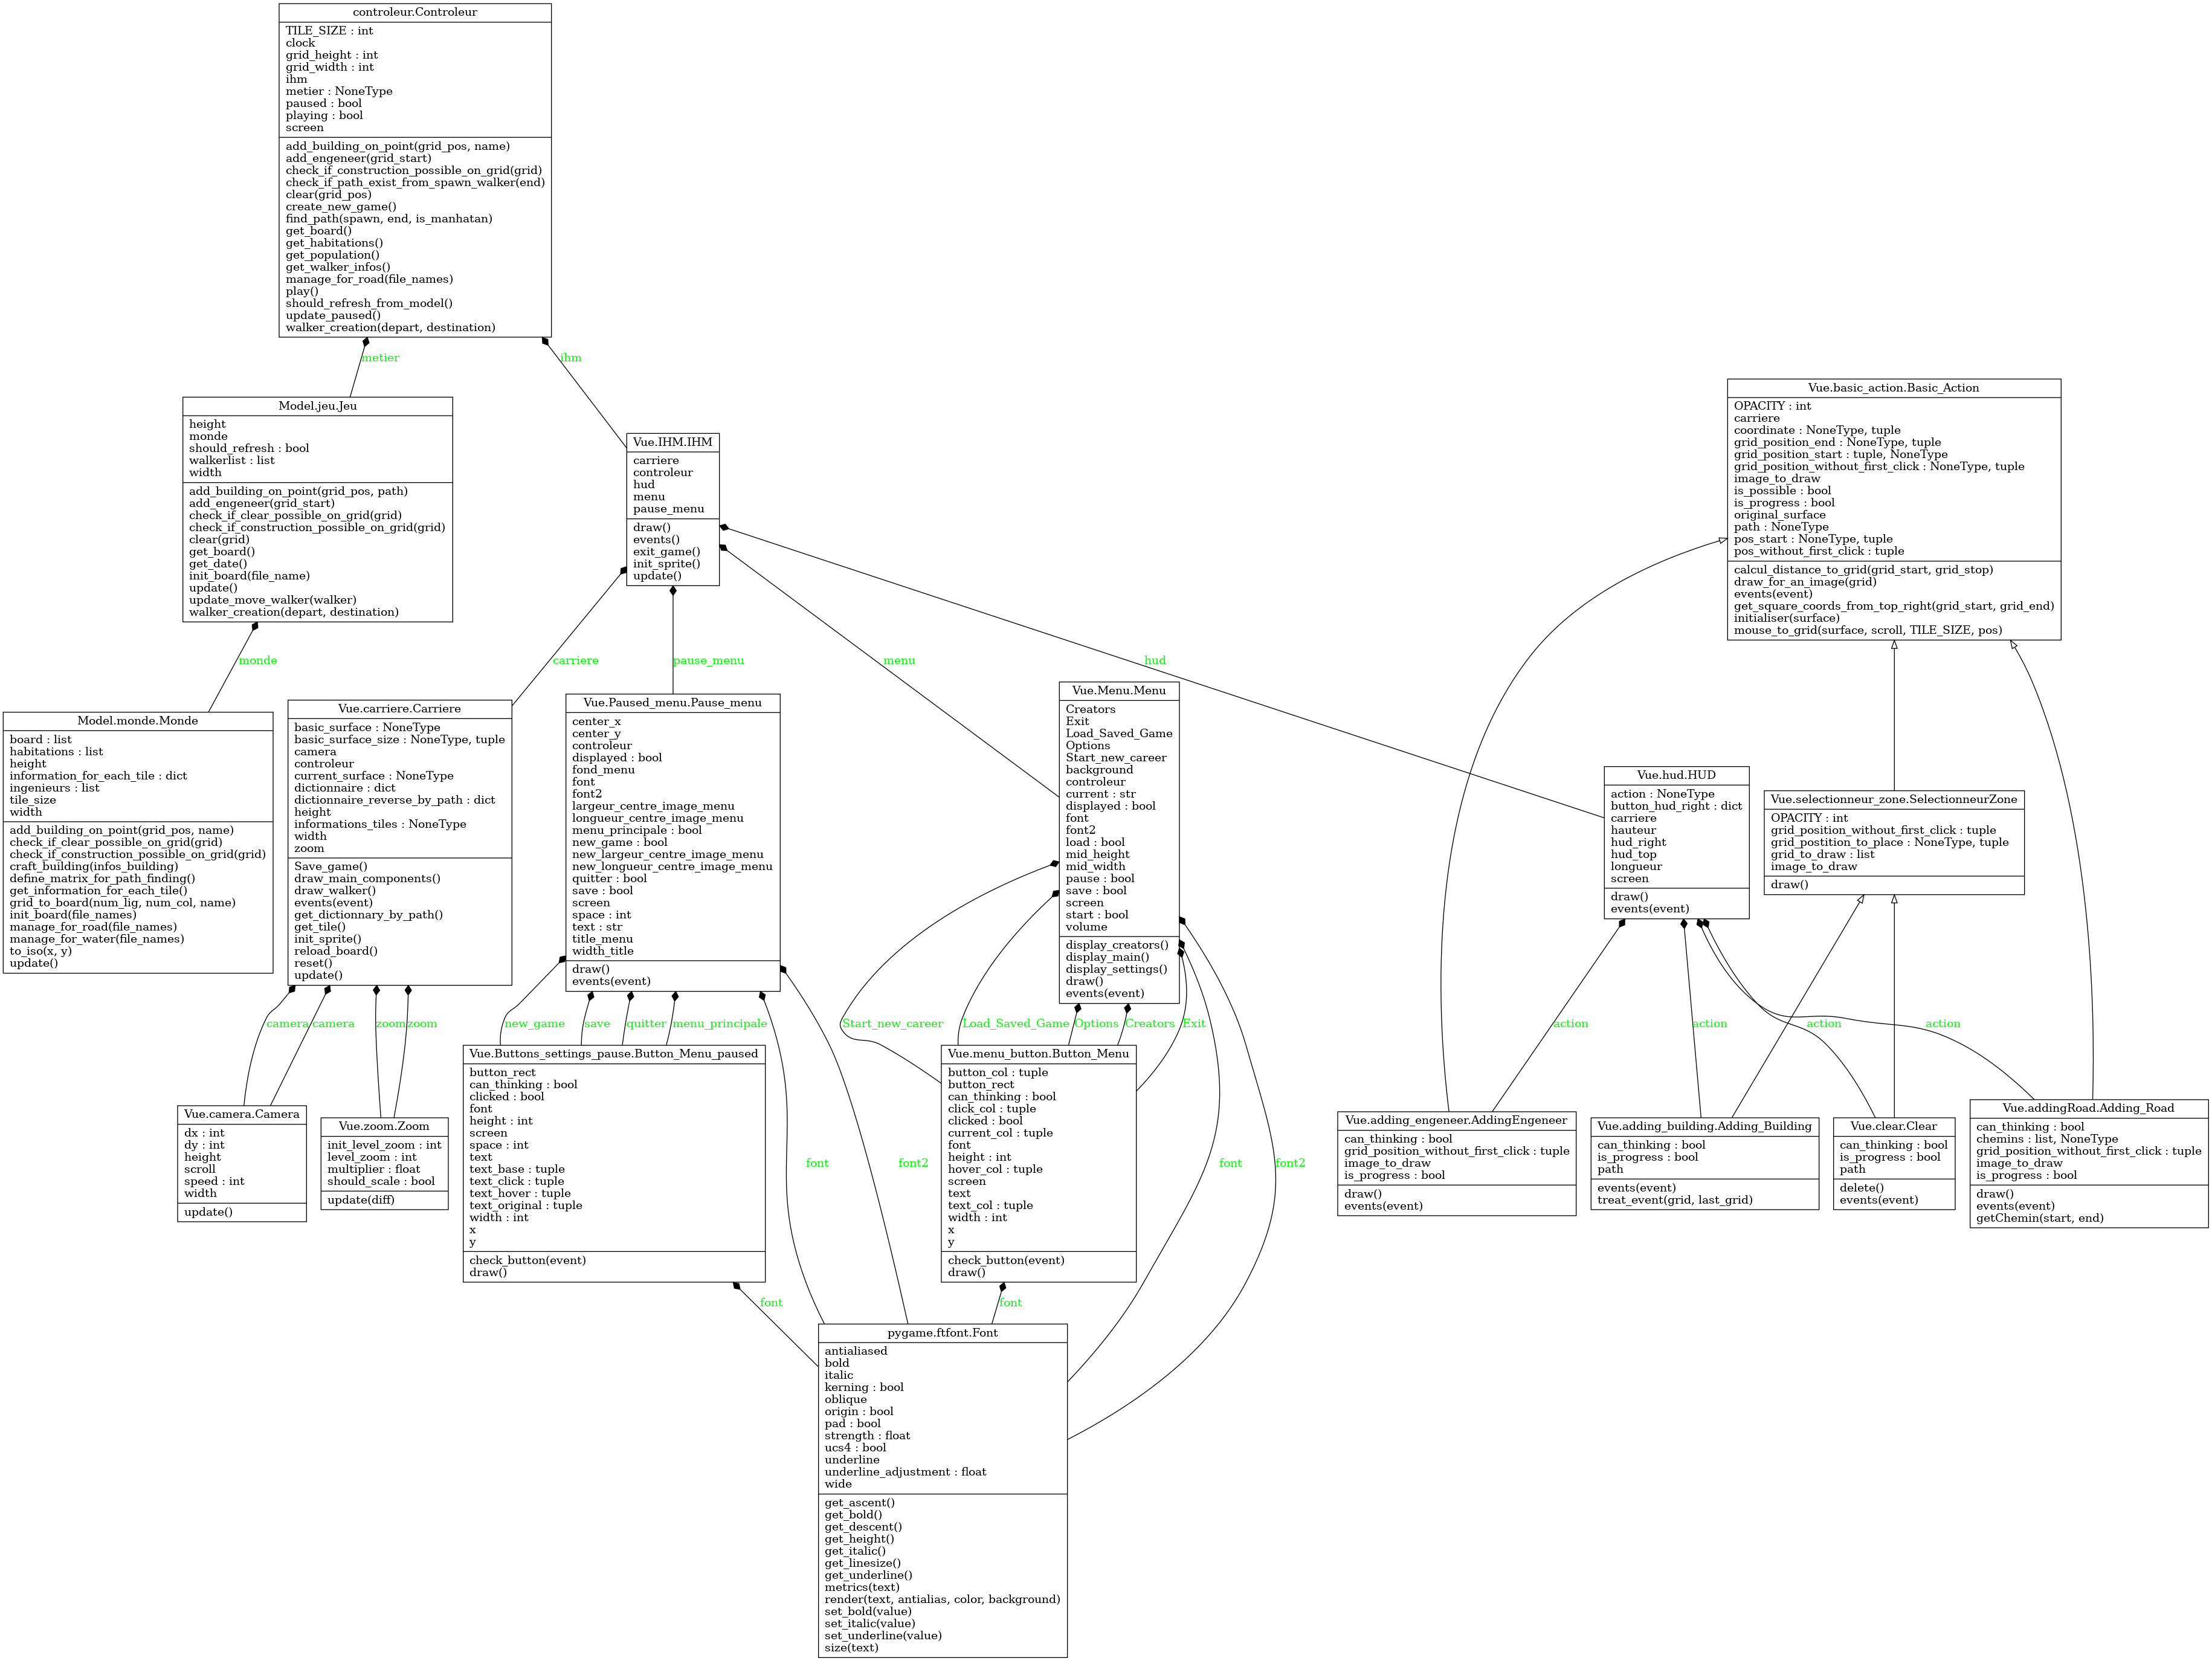 controleur.Controleur
TILE_SIZE : int
clock
grid_height : int
grid_width : int
ihm
metier : NoneType
paused : bool
playing : bool
screen
add_building_on_point(grid_pos, name)
add_engeneer(grid_start)
check_if_construction_possible_on_grid(grid)
check_if_path_exist_from_spawn_walker(end)
clear(grid_pos)
create_new_game()
find_path(spawn, end, is_manhatan)
get_board()
get_habitations()
get_population()
get_walker_infos()
manage_for_road(file_names)
play()
should_refresh_from_model()
update_paused()
walker_creation(depart, destination)
metier
ihm
Model.jeu.Jeu
height
monde
should_refresh : bool
walkerlist : list
width
add_building_on_point(grid_pos, path)
add_engeneer(grid_start)
check_if_clear_possible_on_grid(grid)
check_if_construction_possible_on_grid(grid)
clear(grid)
get_board()
get_date()
init_board(file_name)
update()
update_move_walker(walker)
walker_creation(depart, destination)
Vue.IHM.IHM
carriere
controleur
hud
menu
pause_menu
draw()
events()
exit_game()
init_sprite()
update()
Vue.basic_action.Basic_Action
OPACITY : int
carriere
coordinate : NoneType, tuple
grid_position_end : NoneType, tuple
grid_position_start : tuple, NoneType
grid_position_without_first_click : NoneType, tuple
image_to_draw
is_possible : bool
is_progress : bool
original_surface
path : NoneType
pos_start : NoneType, tuple
pos_without_first_click : tuple
calcul_distance_to_grid(grid_start, grid_stop)
draw_for_an_image(grid)
events(event)
get_square_coords_from_top_right(grid_start, grid_end)
initialiser(surface)
mouse_to_grid(surface, scroll, TILE_SIZE, pos)
monde
carriere
pause_menu
menu
hud
Model.monde.Monde
board : list
habitations : list
height
information_for_each_tile : dict
ingenieurs : list
tile_size
width
add_building_on_point(grid_pos, name)
check_if_clear_possible_on_grid(grid)
check_if_construction_possible_on_grid(grid)
craft_building(infos_building)
define_matrix_for_path_finding()
get_information_for_each_tile()
grid_to_board(num_lig, num_col, name)
init_board(file_names)
manage_for_road(file_names)
manage_for_water(file_names)
to_iso(x, y)
update()
Vue.carriere.Carriere
basic_surface : NoneType
basic_surface_size : NoneType, tuple
camera
controleur
current_surface : NoneType
dictionnaire : dict
dictionnaire_reverse_by_path : dict
height
informations_tiles : NoneType
width
zoom
Save_game()
draw_main_components()
draw_walker()
events(event)
get_dictionnary_by_path()
get_tile()
init_sprite()
reload_board()
reset()
update()
Vue.Paused_menu.Pause_menu
center_x
center_y
controleur
displayed : bool
fond_menu
font
font2
largeur_centre_image_menu
longueur_centre_image_menu
menu_principale : bool
new_game : bool
new_largeur_centre_image_menu
new_longueur_centre_image_menu
quitter : bool
save : bool
screen
space : int
text : str
title_menu
width_title
draw()
events(event)
Vue.Menu.Menu
Creators
Exit
Load_Saved_Game
Options
Start_new_career
background
controleur
current : str
displayed : bool
font
font2
load : bool
mid_height
mid_width
pause : bool
save : bool
screen
start : bool
volume
display_creators()
display_main()
display_settings()
draw()
events(event)
Vue.hud.HUD
action : NoneType
button_hud_right : dict
carriere
hauteur
hud_right
hud_top
longueur
screen
draw()
events(event)
Vue.selectionneur_zone.SelectionneurZone
OPACITY : int
grid_position_without_first_click : tuple
grid_postition_to_place : NoneType, tuple
grid_to_draw : list
image_to_draw
draw()
camera
camera
zoom
zoom
new_game
save
quitter
menu_principale
Start_new_career
Load_Saved_Game
Options
Creators
Exit
action
action
action
action
Vue.camera.Camera
dx : int
dy : int
height
scroll
speed : int
width
update()
Vue.zoom.Zoom
init_level_zoom : int
level_zoom : int
multiplier : float
should_scale : bool
update(diff)
Vue.Buttons_settings_pause.Button_Menu_paused
button_rect
can_thinking : bool
clicked : bool
font
height : int
screen
space : int
text
text_base : tuple
text_click : tuple
text_hover : tuple
text_original : tuple
width : int
x
y
check_button(event)
draw()
font
font2
Vue.menu_button.Button_Menu
button_col : tuple
button_rect
can_thinking : bool
click_col : tuple
clicked : bool
current_col : tuple
font
height : int
hover_col : tuple
screen
text
text_col : tuple
width : int
x
y
check_button(event)
draw()
font
font2
Vue.adding_engeneer.AddingEngeneer
can_thinking : bool
grid_position_without_first_click : tuple
image_to_draw
is_progress : bool
draw()
events(event)
Vue.adding_building.Adding_Building
can_thinking : bool
is_progress : bool
path
events(event)
treat_event(grid, last_grid)
Vue.clear.Clear
can_thinking : bool
is_progress : bool
path
delete()
events(event)
Vue.addingRoad.Adding_Road
can_thinking : bool
chemins : list, NoneType
grid_position_without_first_click : tuple
image_to_draw
is_progress : bool
draw()
events(event)
getChemin(start, end)
font
font
pygame.ftfont.Font
antialiased
bold
italic
kerning : bool
oblique
origin : bool
pad : bool
strength : float
ucs4 : bool
underline
underline_adjustment : float
wide
get_ascent()
get_bold()
get_descent()
get_height()
get_italic()
get_linesize()
get_underline()
metrics(text)
render(text, antialias, color, background)
set_bold(value)
set_italic(value)
set_underline(value)
size(text)